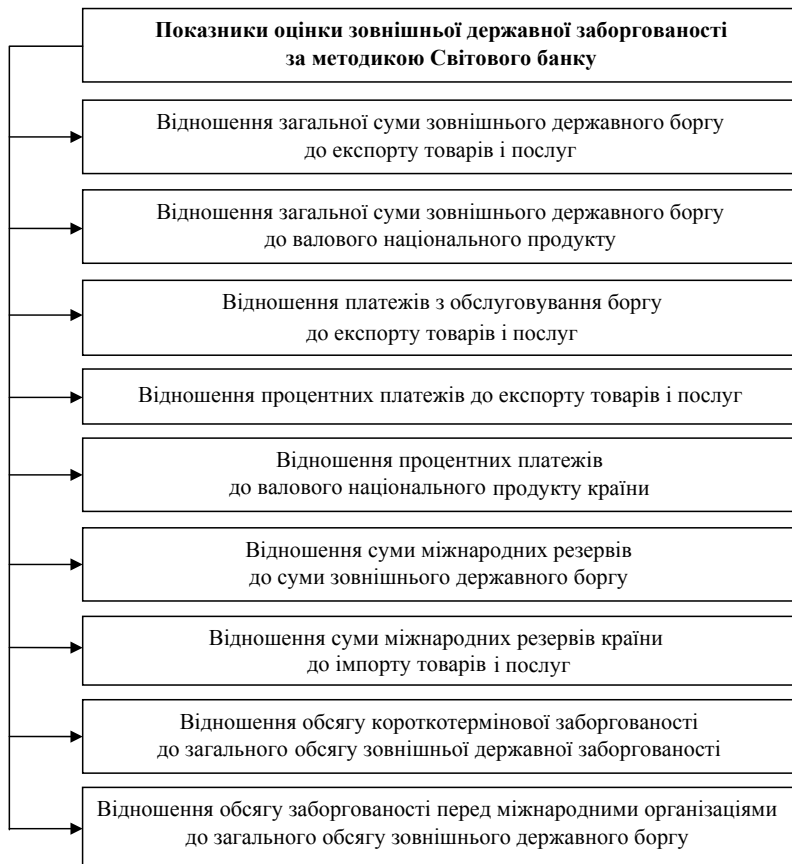 Показники оцінки зовнішньої державної заборгованості
за методикою Світового банку
Відношення загальної суми зовнішнього державного боргу
до експорту товарів і послуг
Відношення загальної суми зовнішнього державного боргу
до валового національного продукту
Відношення платежів з обслуговування боргу
до експорту товарів і послуг
Відношення процентних платежів до експорту товарів і послуг
Відношення процентних платежів
до валового національного продукту країни
Відношення суми міжнародних резервів
до суми зовнішнього державного боргу
Відношення суми міжнародних резервів країни
до імпорту товарів і послуг
Відношення обсягу короткотермінової заборгованості
до загального обсягу зовнішньої державної заборгованості
Відношення обсягу заборгованості перед міжнародними організаціями
до загального обсягу зовнішнього державного боргу